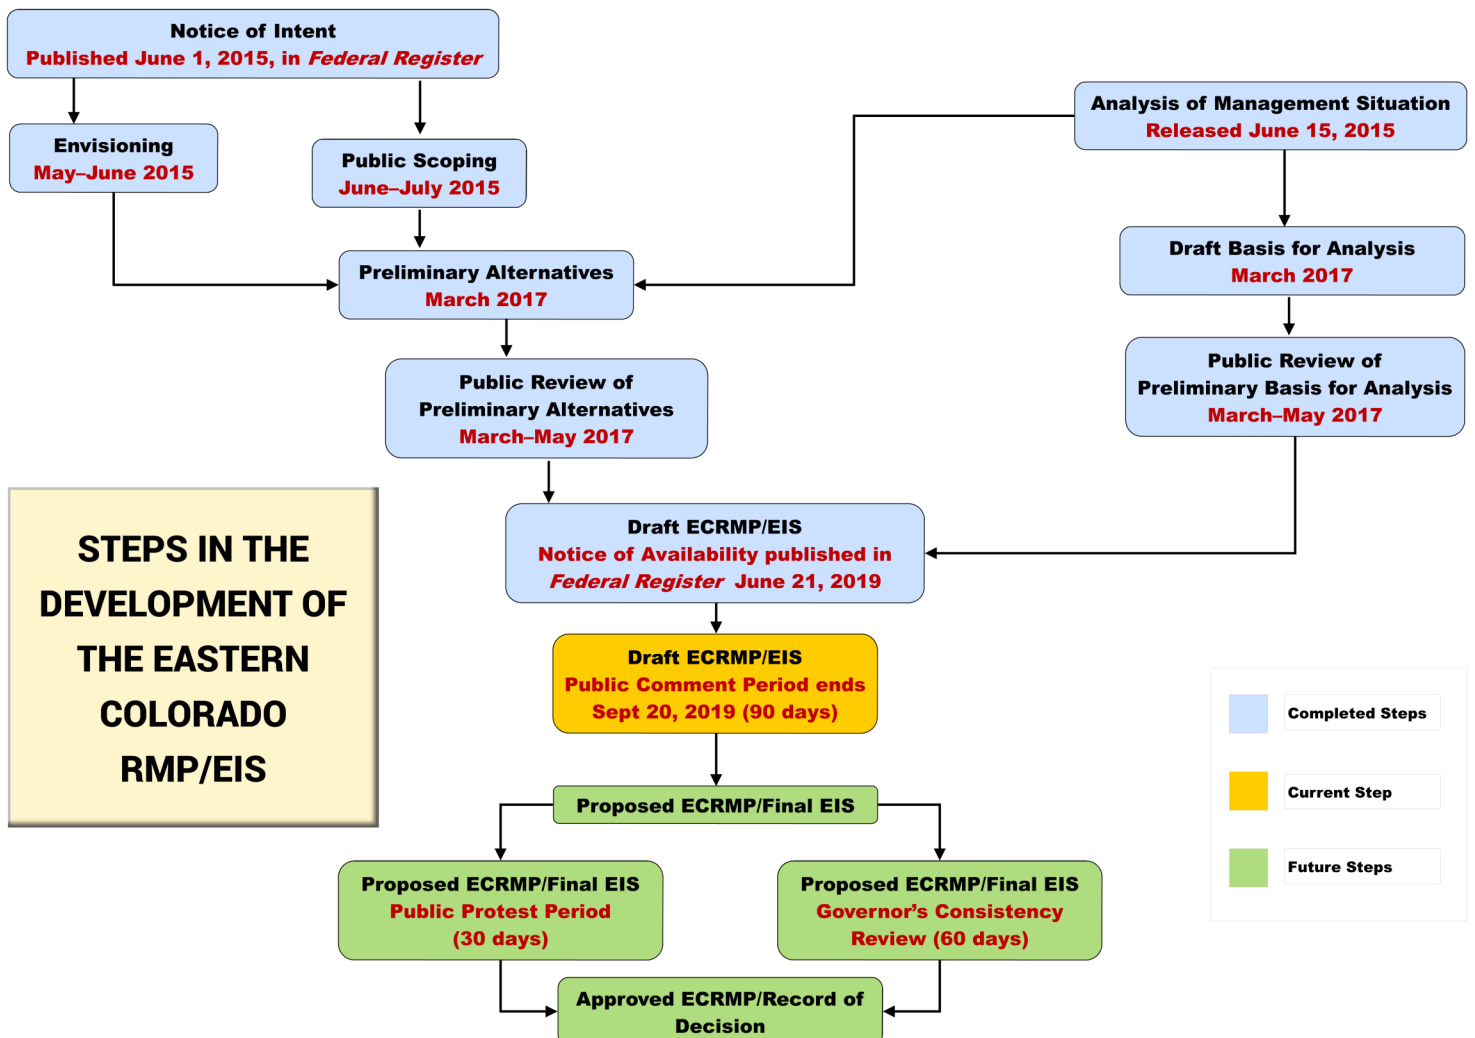 Notice of Intent
Published June 1, 2015, in Federal Register
Envisioning
May–June 2015
Public Scoping
June–July 2015
Analysis of Management Situation
Released June 15, 2015
Preliminary Alternatives
March 2017
Draft Basis for Analysis
March 2017
Public Review of
Preliminary Alternatives
March–May 2017
Public Review of
Preliminary Basis for Analysis
March–May 2017
STEPS IN THE
DEVELOPMENT OF
THE EASTERN
COLORADO
RMP/EIS
Draft ECRMP/EIS
Notice of Availability published in
Federal Register June 21, 2019
Draft ECRMP/EIS
Public Comment Period ends
Sept 20, 2019 (90 days)
Proposed ECRMP/Final EIS
Proposed ECRMP/Final EIS
Public Protest Period
(30 days)
Proposed ECRMP/Final EIS
Governor’s Consistency
Review (60 days)
Approved ECRMP/Record of
Decision
Completed Steps
Current Step
Future Steps